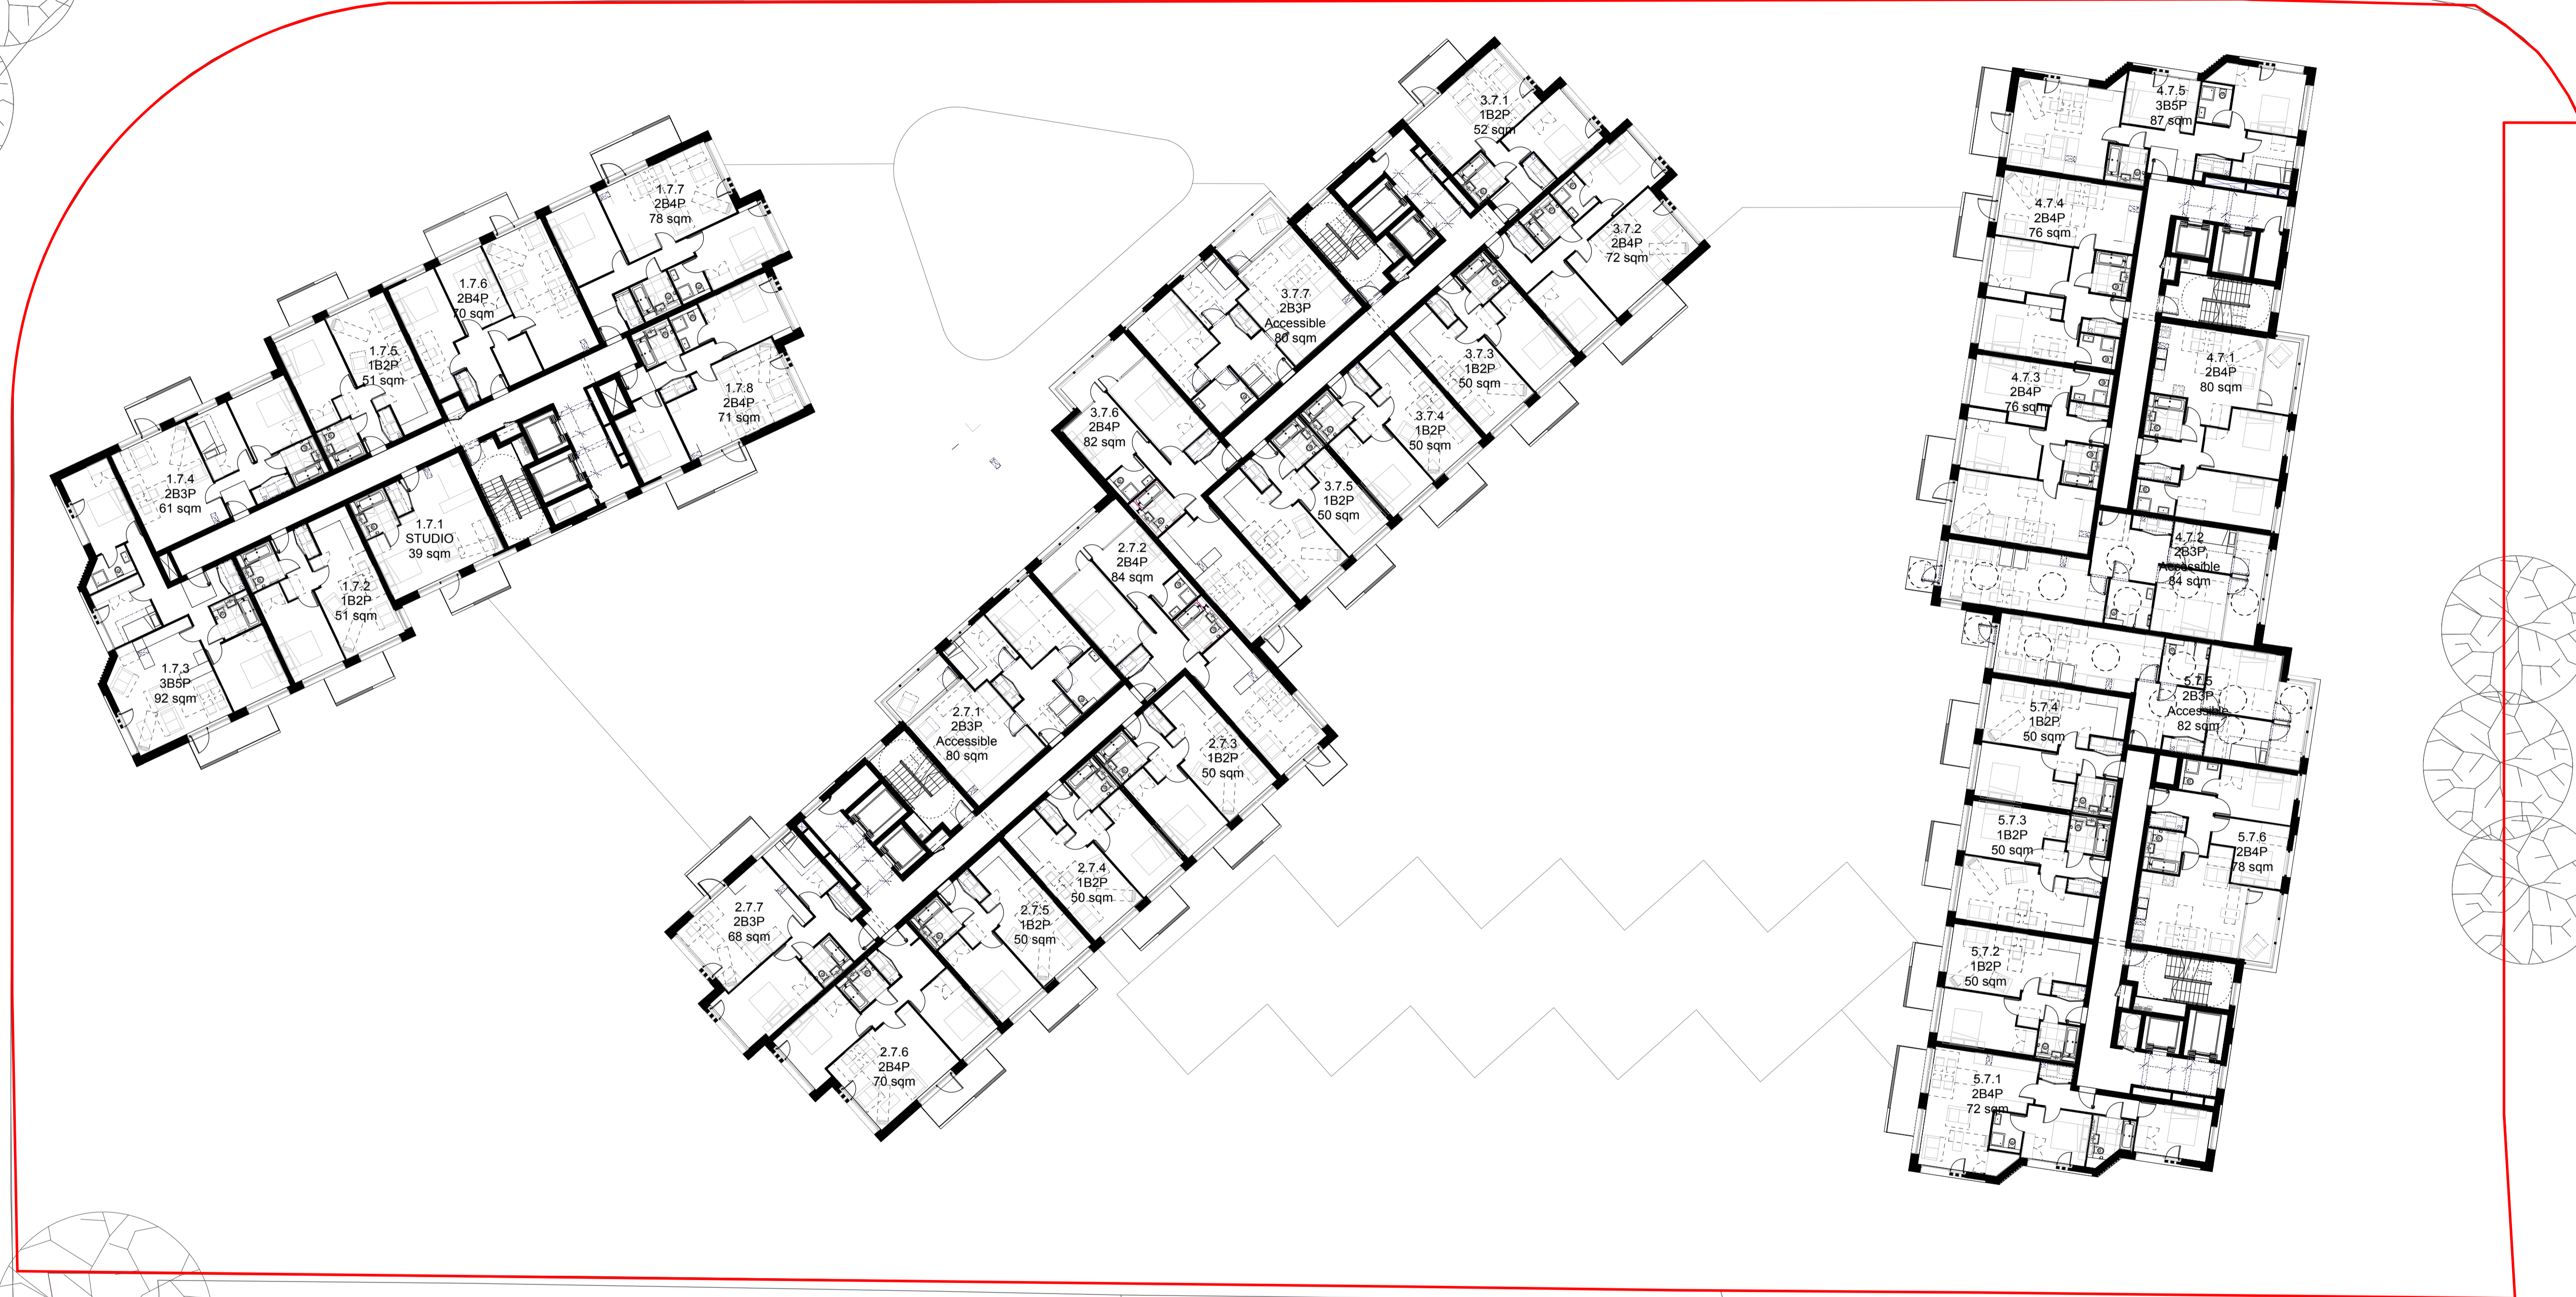 1.7.7
2B4P
78 sqm
1.7.6
2B4P
70 sqm
1.7.5
1B2P
51 sqm
1.7.8
2B4P
71 sqm
1.7.4
2B3P
61 sqm
1.7.1
STUDIO
39 sqm
1.7.2
1B2P
51 sqm
1.7.3
3B5P
92 sqm
3.7.1
1B2P
52 sqm
3.7.2
2B4P
72 sqm
3.7.7
2B3P
Accessible
80 sqm
3.7.3
1B2P
50 sqm
3.7.6
2B4P
82 sqm
3.7.4
1B2P
50 sqm
3.7.5
1B2P
50 sqm
2.7.2
2B4P
84 sqm
2.7.1
2B3P
Accessible
80 sqm
2.7.3
1B2P
50 sqm
2.7.4
1B2P
50 sqm
2.7.7
2B3P
68 sqm
2.7.5
1B2P
50 sqm
2.7.6
2B4P
70 sqm
4.7.5
3B5P
87 sqm
4.7.4
2B4P
76 sqm
4.7.1
2B4P
80 sqm
4.7.3
2B4P
76 sqm
4.7.2
2B3P
Accessible
84 sqm
5.7.5
2B3P
Accessible
82 sqm
5.7.4
1B2P
50 sqm
5.7.3
1B2P
50 sqm
5.7.6
2B4P
78 sqm
5.7.2
1B2P
50 sqm
5.7.1
2B4P
72 sqm